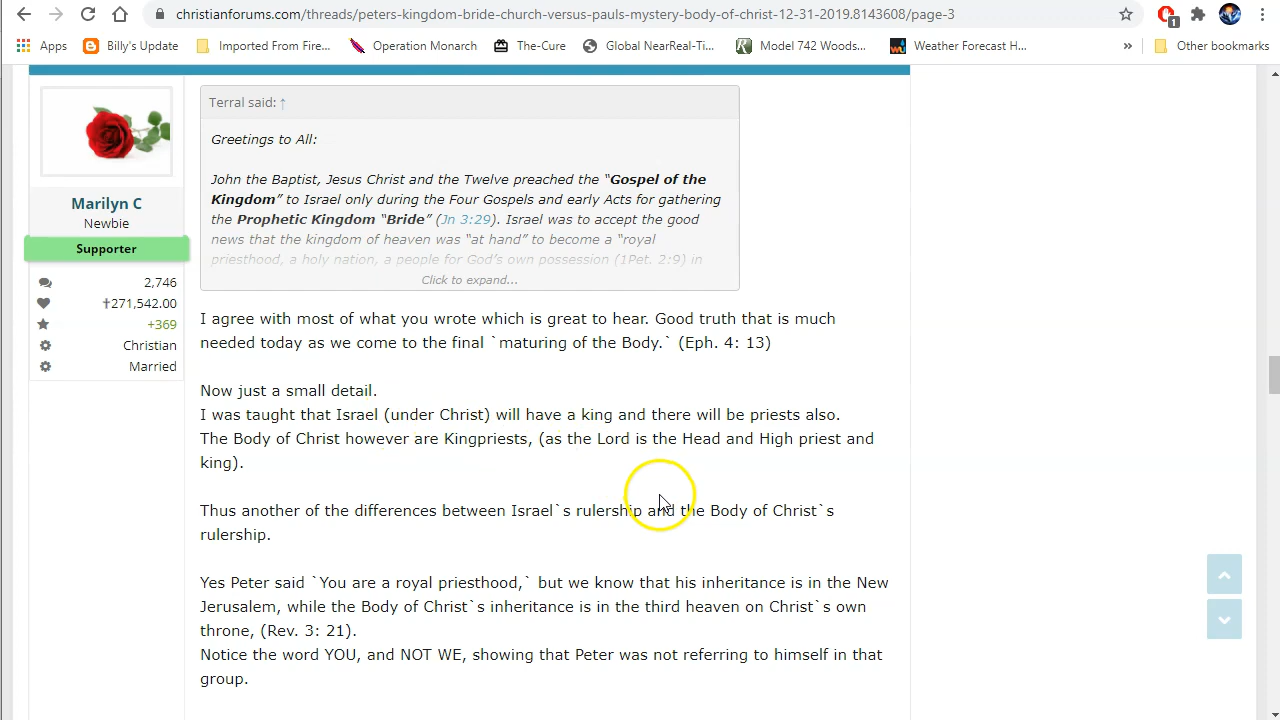 christianforums.com/threads/peters-kingdom-bride-church-versus-pauls-mystery-body-of-christ-12-31-2019.8143608/page-3
1
Apps Billy's Update Imported From Fire... Operation Monarch The-Cure Global NearReal-Ti... Model 742 Woods... Weather Forecast H... » Other bookmarks
Terral said: ↑
Greetings to All:
John the Baptist, Jesus Christ and the Twelve preached the “Gospel of the
Kingdom” to Israel only during the Four Gospels and early Acts for gathering
the Prophetic Kingdom “Bride” (Jn 3:29). Israel was to accept the good
news that the kingdom of heaven was “at hand” to become a “royal
priesthood, a holy nation, a people for God’s own possession (1Pet. 2:9) in
Click to expand...
Marilyn C
Newbie
Supporter
2,746
✝271,542.00
+369
Christian
Married
I agree with most of what you wrote which is great to hear. Good truth that is much
needed today as we come to the final `maturing of the Body.` (Eph. 4: 13)
Now just a small detail.
I was taught that Israel (under Christ) will have a king and there will be priests also.
The Body of Christ however are Kingpriests, (as the Lord is the Head and High priest and
king).
Thus another of the differences between Israel`s rulership and the Body of Christ`s
rulership.
Yes Peter said `You are a royal priesthood,` but we know that his inheritance is in the New
Jerusalem, while the Body of Christ`s inheritance is in the third heaven on Christ`s own
throne, (Rev. 3: 21).
Notice the word YOU, and NOT WE, showing that Peter was not referring to himself in that
group.